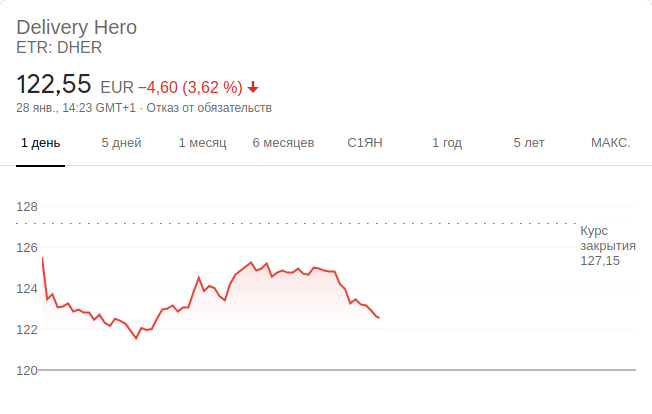 Delivery Hero
ETR: DHER
122,55 EUR −4,60 (3,62 %)
28 янв., 14:23 GMT+1 · Отказ от обязательств
1 день 5 дней 1 месяц 6 месяцев С1ЯН 1 год 5 лет МАКС.
128
126
124
122
120
Курс
закрытия
127,15